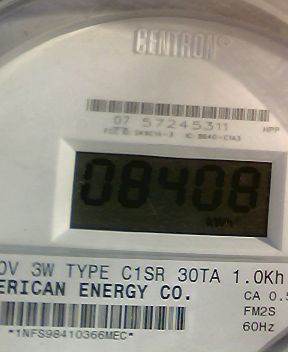 CENTRON®
07 57245311
HPP
08408
kWh
0V 3W TYPE C1SR 30TA 1.0Kh
ERICAN ENERGY CO.
CA 0.5
FM2S
60Hz
*1NFS98410366MEC*